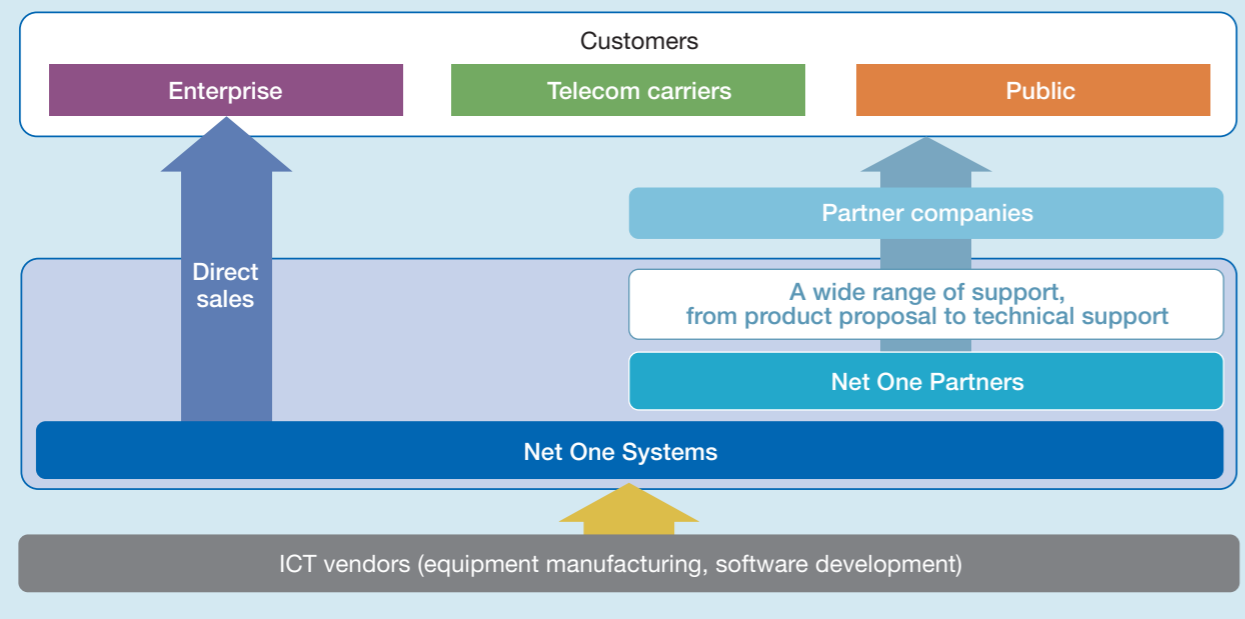 Customers
Enterprise
Telecom carriers
Public
Partner companies
Direct
sales
A wide range of support,
from product proposal to technical support
Net One Partners
Net One Systems
ICT vendors (equipment manufacturing, software development)